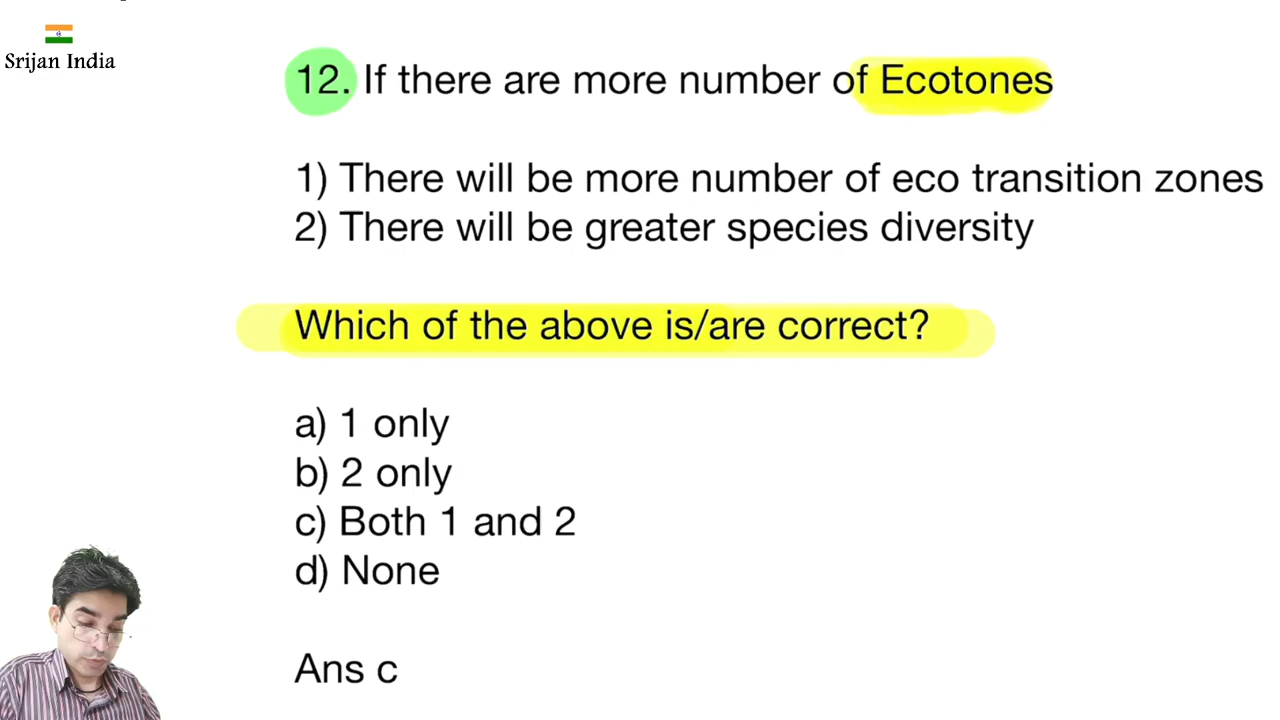 Srijan India
12. If there are more number of Ecotones
1) There will be more number of eco transition zones
2) There will be greater species diversity
Which of the above is/are correct?
a) 1 only
b) 2 only
c) Both 1 and 2
d) None
Ans c